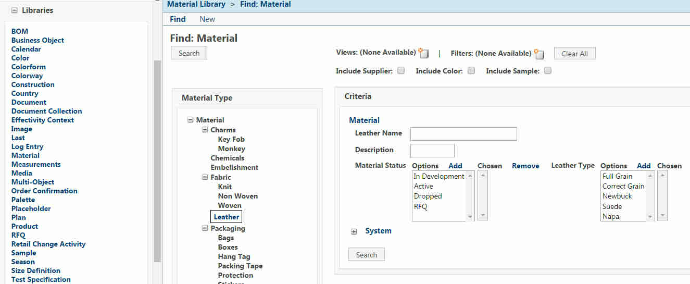 Libraries
BOM
Business Object
Calendar
Color
Colorform
Colorway
Construction
Country
Document
Document Collection
Effectivity Context
Image
Last
Log Entry
Material
Measurements
Media
Multi-Object
Order Confirmation
Palette
Placeholder
Plan
Product
RFQ
Retail Change Activity
Sample
Season
Size Definition
Test Specification
Material Library > Find: Material
Find New
Find: Material
Search
Views: (None Available) | Filters: (None Available) Clear All
Include Supplier: Include Color: Include Sample:
Material Type
Material
Charms
Key Fob
Monkey
Chemicals
Embelishment
Fabric
Knit
Non Woven
Woven
Leather
Packaging
Bags
Boxes
Hang Tag
Packing Tape
Protection
Stickers
Criteria
Material
Leather Name
Description
Material Status Options Add Chosen Remove Leather Type Options Add Chosen
In Development Full Grain
Active Correct Grain
Dropped Newbuck
RFQ Suede
Napa
System
Search